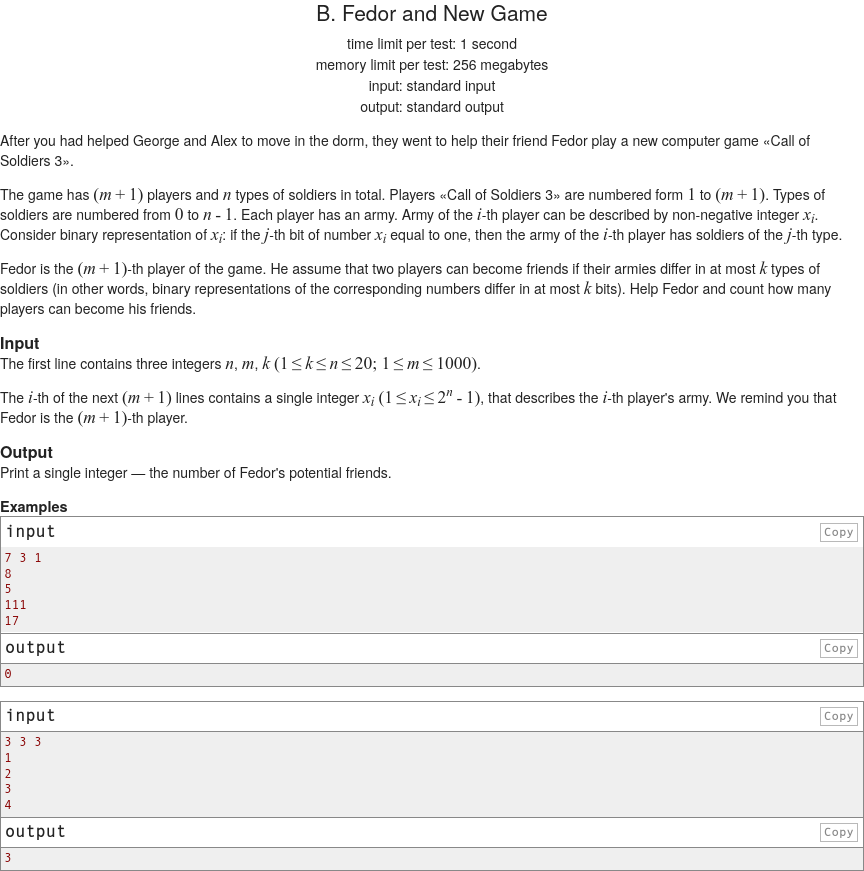 B. Fedor and New Game
time limit per test: 1 second
memory limit per test: 256 megabytes
input: standard input
output: standard output
After you had helped George and Alex to move in the dorm, they went to help their friend Fedor play a new computer game «Call of
Soldiers 3».
The game has (m + 1) players and n types of soldiers in total. Players «Call of Soldiers 3» are numbered form 1 to (m + 1). Types of
soldiers are numbered from 0 to n - 1. Each player has an army. Army of the i-th player can be described by non-negative integer xᵢ.
Consider binary representation of xᵢ: if the j-th bit of number xᵢ equal to one, then the army of the i-th player has soldiers of the j-th type.
Fedor is the (m + 1)-th player of the game. He assume that two players can become friends if their armies differ in at most k types of
soldiers (in other words, binary representations of the corresponding numbers differ in at most k bits). Help Fedor and count how many
players can become his friends.
Input
The first line contains three integers n, m, k (1 ≤ k ≤ n ≤ 20; 1 ≤ m ≤ 1000).
The i-th of the next (m + 1) lines contains a single integer xᵢ (1 ≤ xᵢ ≤ 2ⁿ - 1), that describes the i-th player's army. We remind you that
Fedor is the (m + 1)-th player.
Output
Print a single integer — the number of Fedor's potential friends.
Examples
input Copy
7 3 1
8
5
111
17
output Copy
0
input Copy
3 3 3
1
2
3
4
output Copy
3